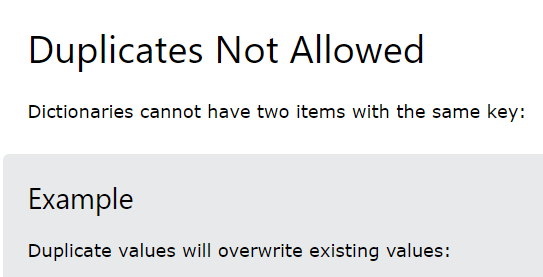 Duplicates Not Allowed
Dictionaries cannot have two items with the same key:
Example
Duplicate values will overwrite existing values: